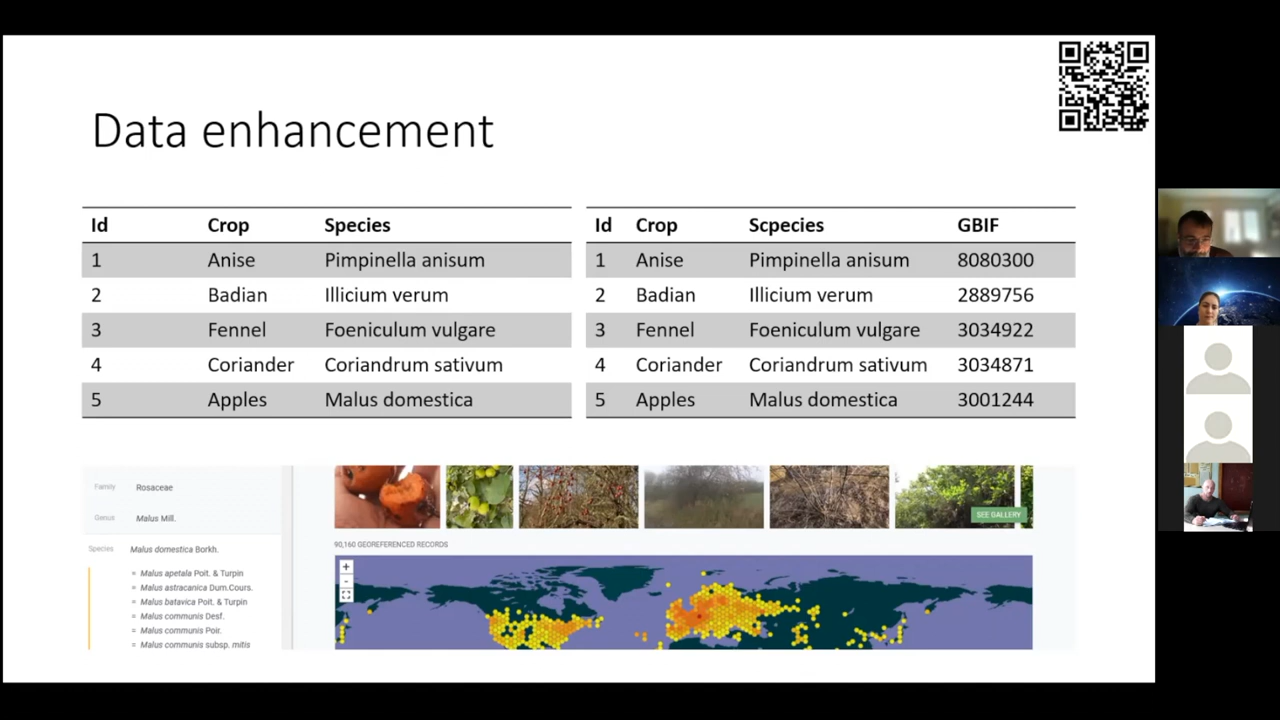 Data enhancement
Id Crop Species
1 Anise Pimpinella anisum
2 Badian Illicium verum
3 Fennel Foeniculum vulgare
4 Coriander Coriandrum sativum
5 Apples Malus domestica
Id Crop Scpecies GBIF
1 Anise Pimpinella anisum 8080300
2 Badian Illicium verum 2889756
3 Fennel Foeniculum vulgare 3034922
4 Coriander Coriandrum sativum 3034871
5 Apples Malus domestica 3001244
Family Rosaceae
Genus Malus Mill.
Species Malus domestica Borkh.
= Malus apetala Poit. & Turpin
= Malus astracanica Dum.Cours.
= Malus batavica Poit. & Turpin
= Malus communis Desf.
= Malus communis Poir.
= Malus communis subsp. mitis
SEE GALLERY
90,160 GEOREFERENCED RECORDS
+
-